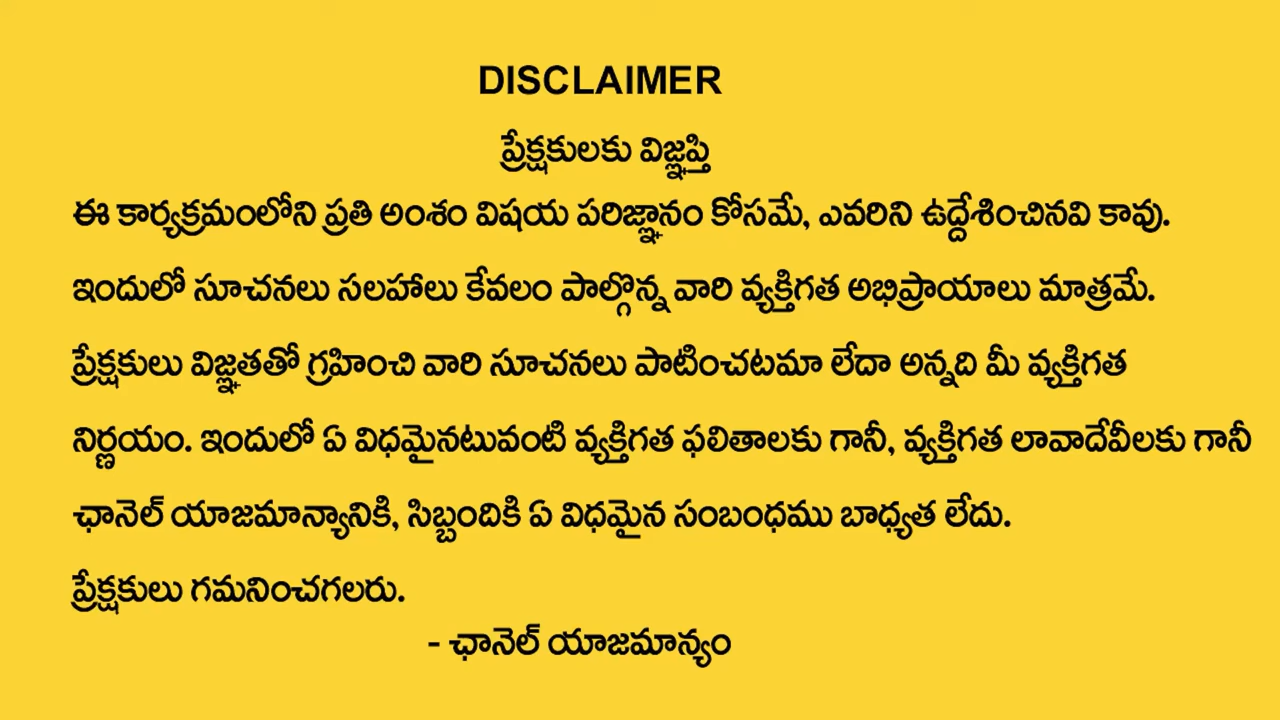 DISCLAIMER
ప్రేక్షకులకు విజ్ఞప్తి
ఈ కార్యక్రమంలోని ప్రతి అంశం విషయ పరిజ్ఞానం కోసమే, ఎవరిని ఉద్దేశించినవి కావు.
ఇందులో సూచనలు సలహాలు కేవలం పాల్గొన్న వారి వ్యక్తిగత అభిప్రాయాలు మాత్రమే.
ప్రేక్షకులు విజ్ఞతతో గ్రహించి వారి సూచనలు పాటించటమా లేదా అన్నది మీ వ్యక్తిగత
నిర్ణయం. ఇందులో ఏ విధమైనటువంటి వ్యక్తిగత ఫలితాలకు గానీ, వ్యక్తిగత లావాదేవీలకు గానీ
ఛానెల్ యాజమాన్యానికి, సిబ్బందికి ఏ విధమైన సంబంధము బాధ్యత లేదు.
ప్రేక్షకులు గమనించగలరు.
- ఛానెల్ యాజమాన్యం